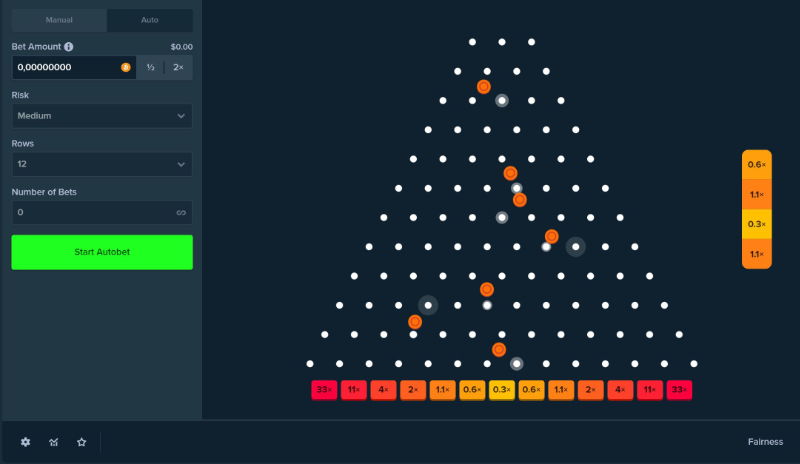 Manual Auto
Bet Amount $0.00
0,00000000 ½ 2×
Risk
Medium
Rows
12
Number of Bets
0 ∞
Start Autobet
0.6×
1.1×
0.3×
1.1×
33× 11× 4× 2× 1.1× 0.6× 0.3× 0.6× 1.1× 2× 4× 11× 33×
Fairness